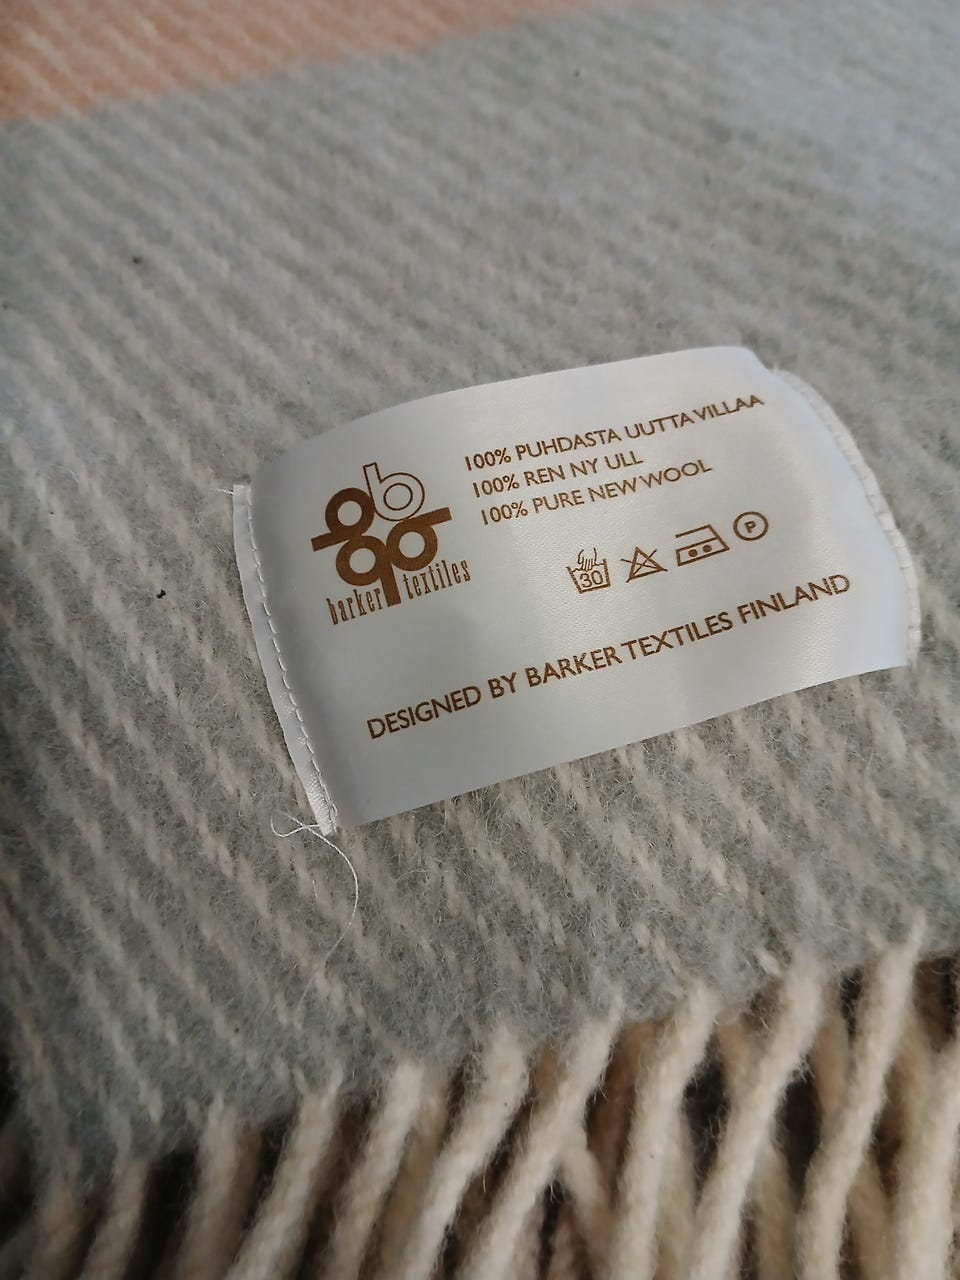 b
barker textiles
100% PUHDASTA UUTTA VILLAA
100% REN NY ULL
100% PURE NEW WOOL
30
P
DESIGNED BY BARKER TEXTILES FINLAND